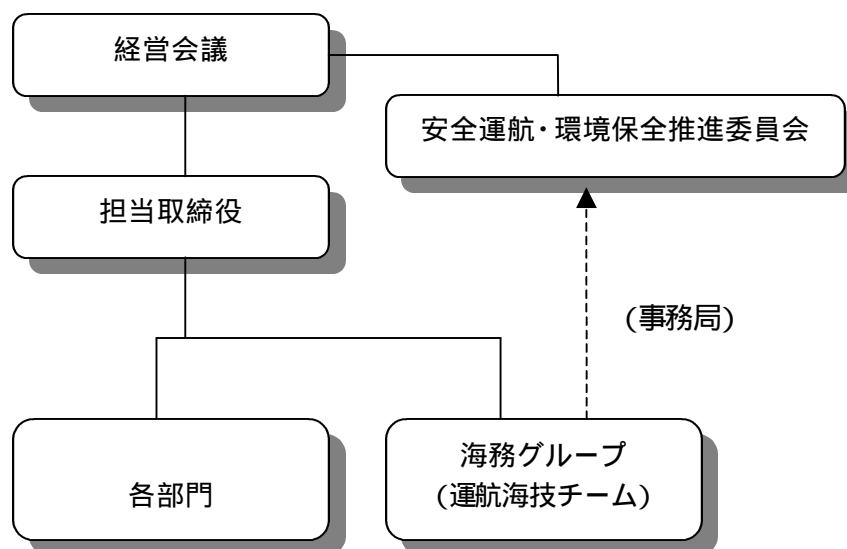 経営会議
安全運航・環境保全推進委員会
担当取締役
(事務局)
各部門
海務グループ
(運航海技チーム)